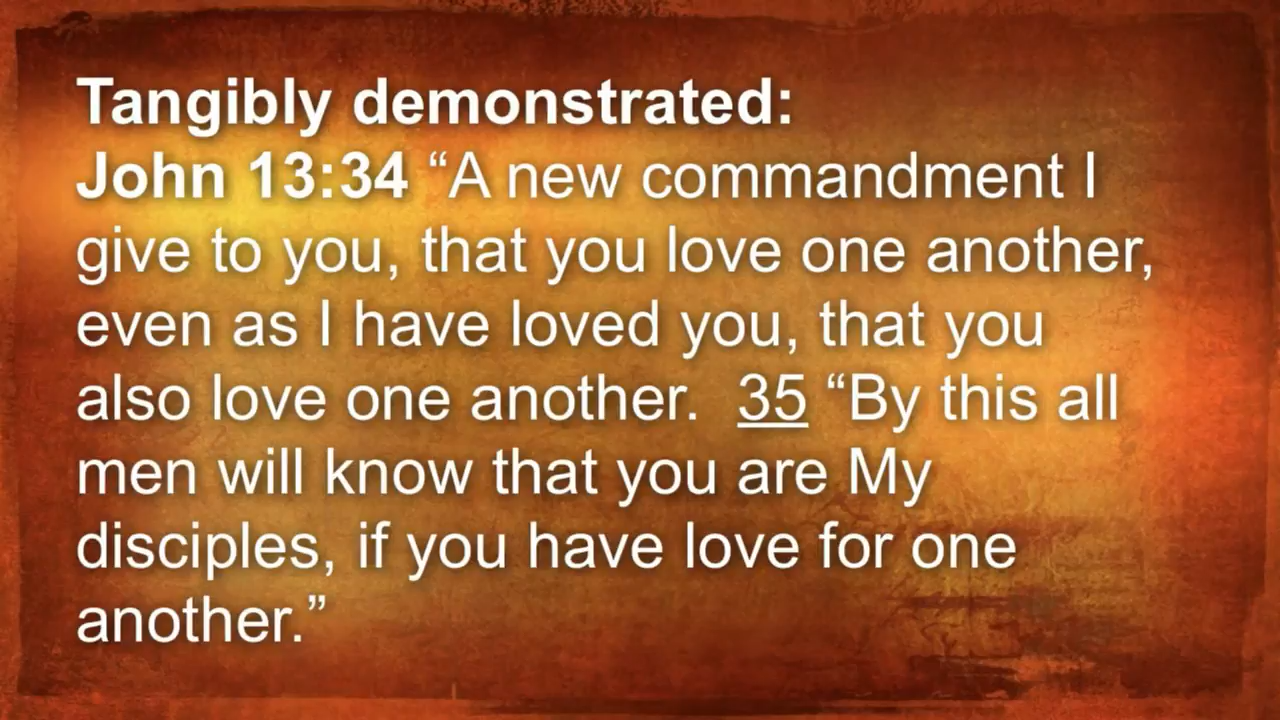 Tangibly demonstrated:
John 13:34 “A new commandment I
give to you, that you love one another,
even as I have loved you, that you
also love one another.  35 “By this all
men will know that you are My
disciples, if you have love for one
another.”